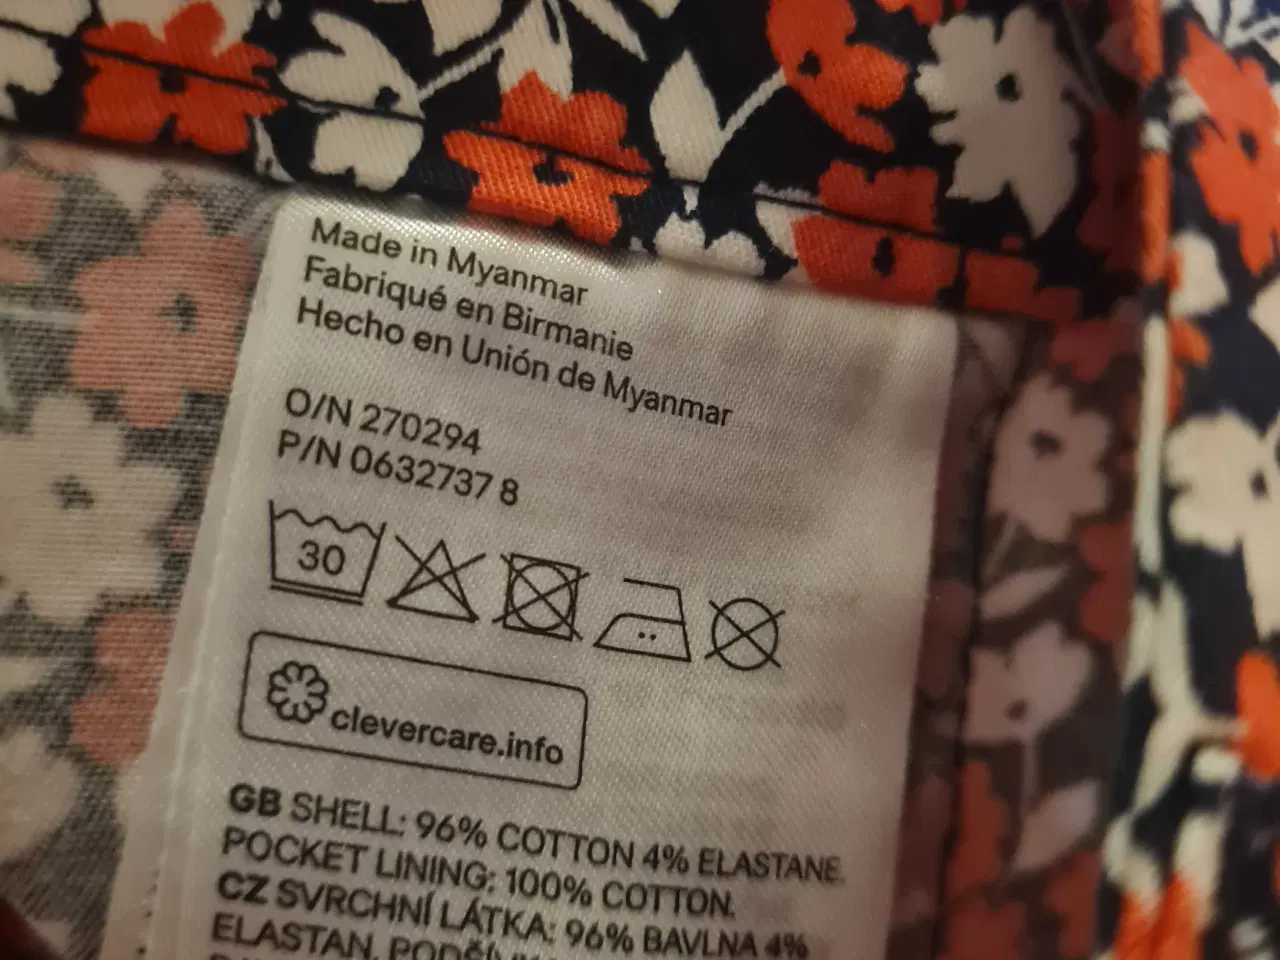 Made in Myanmar
Fabriqué en Birmanie
Hecho en Unión de Myanmar
O/N 270294
P/N 0632737 8
30
clevercare.info
GB SHELL: 96% COTTON 4% ELASTANE.
POCKET LINING: 100% COTTON.
CZ SVRCHNÍ LÁTKA: 96% BAVLNA 4%
ELASTAN.